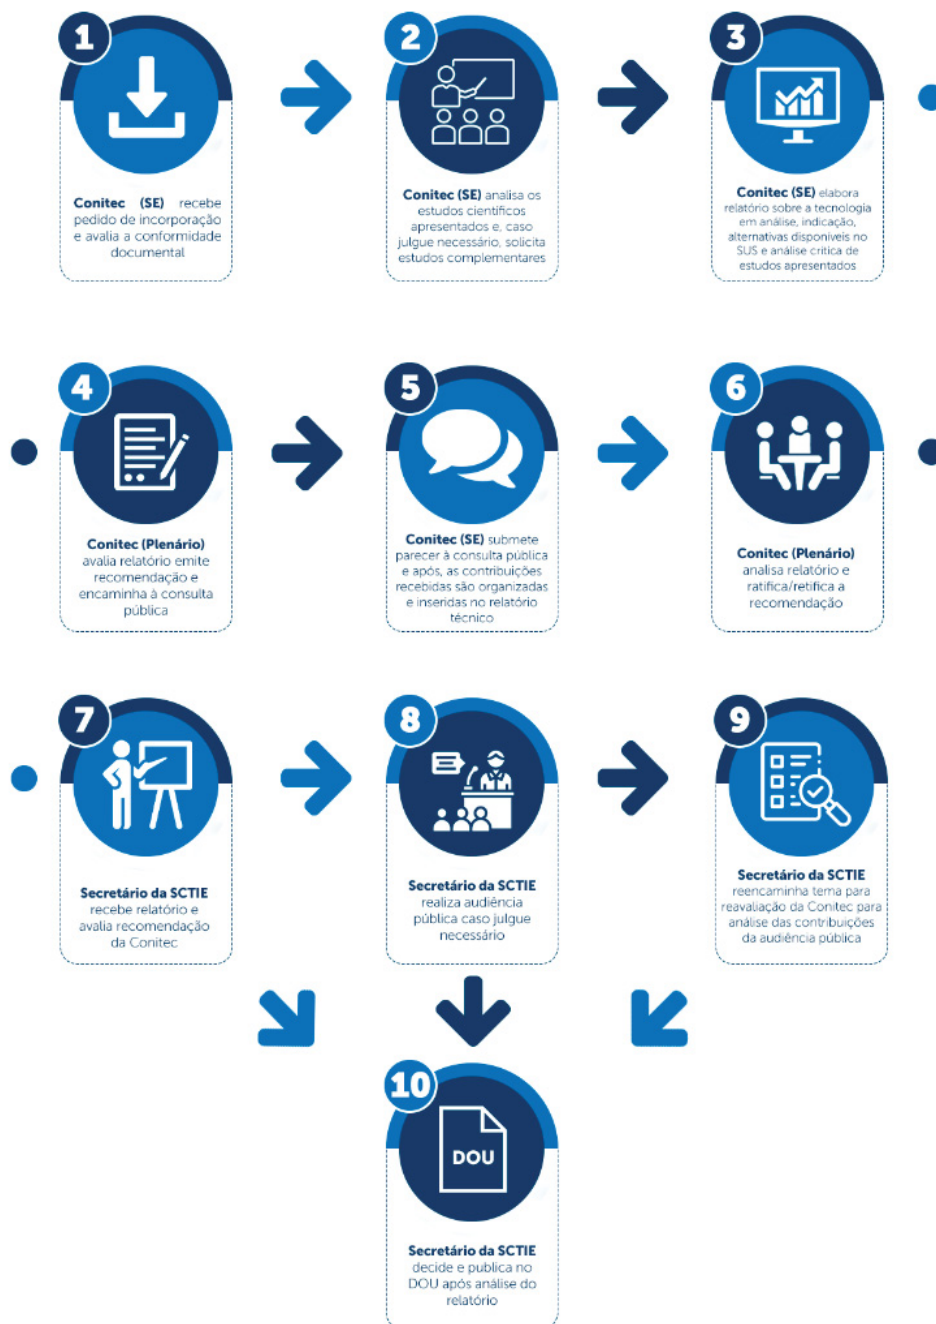 1
Conitec (SE) recebe
pedido de incorporação
e avalia a conformidade
documental
2
Conitec (SE) analisa os
estudos científicos
apresentados e, caso
julgue necessário, solicita
estudos complementares
3
Conitec (SE) elabora
relatório sobre a tecnologia
em análise, indicação,
alternativas disponíveis no
SUS e análise crítica de
estudos apresentados
4
Conitec (Plenário)
avalia relatório emite
recomendação e
encaminha à consulta
pública
5
Conitec (SE) submete
parecer à consulta pública
e após, as contribuições
recebidas são organizadas
e inseridas no relatório
técnico
6
Conitec (Plenário)
analisa relatório e
ratifica/retifica a
recomendação
7
Secretário da SCTIE
recebe relatório e
avalia recomendação
da Conitec
8
Secretário da SCTIE
realiza audiência
pública caso julgue
necessário
9
Secretário da SCTIE
reencaminha tema para
reavaliação da Conitec para
análise das contribuições
da audiência pública
10
DOU
Secretário da SCTIE
decide e publica no
DOU após análise do
relatório